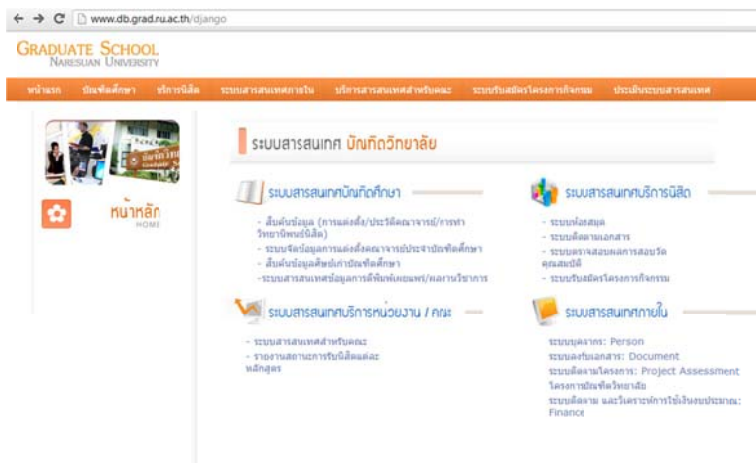 www.db.grad.ru.ac.th/django
GRADUATE SCHOOL
NARESUAN UNIVERSITY
หน้าแรก บัณฑิตศึกษา บริการนิสิต ระบบสารสนเทศภายใน บริการสารสนเทศสำหรับคณะ ระบบรับสมัครโครงการกิจกรรม ประเมินระบบสารสนเทศ
ระบบสารสนเทศ บัณฑิตวิทยาลัย
หน้าหลัก
HOME
ระบบสารสนเทศบัณฑิตศึกษา
- สืบค้นข้อมูล (การแต่งตั้ง/ประวัติคณาจารย์/การทำ
วิทยานิพนธ์นิสิต)
- ระบบจัดข้อมูลการแต่งตั้งคณาจารย์ประจำบัณฑิตศึกษา
- สืบค้นข้อมูลศิษย์เก่าบัณฑิตศึกษา
-ระบบสารสนเทศข้อมูลการตีพิมพ์เผยแพร่/ผลงานวิชาการ
ระบบสารสนเทศบริการนิสิต
- ระบบห้องสมุด
- ระบบติดตามเอกสาร
- ระบบตรวจสอบผลการสอบวัด
คุณสมบัติ
- ระบบรับสมัครโครงการกิจกรรม
ระบบสารสนเทศบริการหน่วยงาน / คณะ
- ระบบสารสนเทศสำหรับคณะ
- รายงานสถานะการรับนิสิตแต่ละ
หลักสูตร
ระบบสารสนเทศภายใน
ระบบบุคลากร: Person
ระบบลงรับเอกสาร: Document
ระบบติดตามโครงการ: Project Assessment
โครงการบัณฑิตวิทยาลัย
ระบบติดตาม และวิเคราะห์การใช้เงินงบประมาณ:
Finance